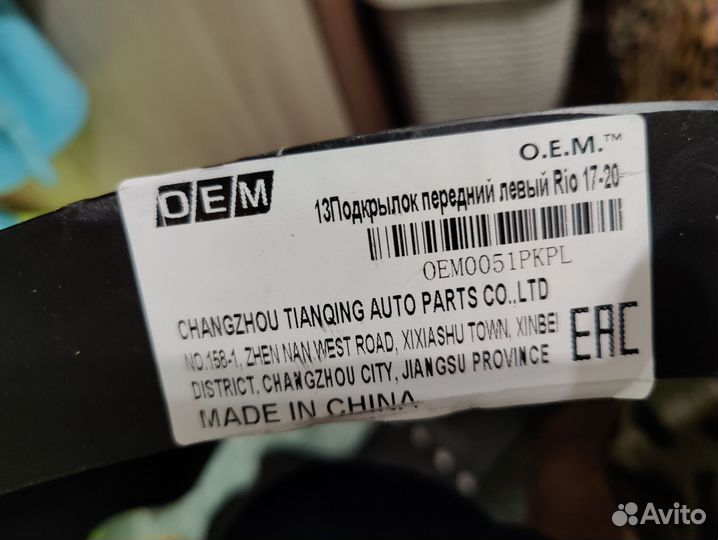 OEM
O.E.M.™
13Подкрылок передний левый Rio 17-20
OEM0051PKPL
CHANGZHOU TIANQING AUTO PARTS CO.,LTD
NO.158-1, ZHEN NAN WEST ROAD, XIXIASHU TOWN, XINBEI
DISTRICT, CHANGZHOU CITY, JIANGSU PROVINCE
MADE IN CHINA
EAC
Avito